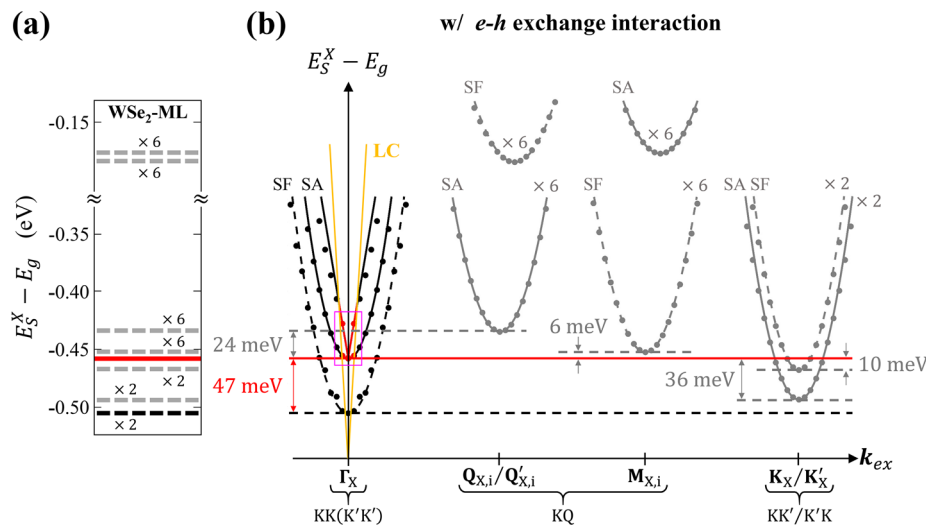 (a)
(b)
w/ e-h exchange interaction
E_S^X − E_g
WSe₂-ML
-0.15
× 6
× 6
E_S^X − E_g (eV)
-0.35
-0.40
-0.45
-0.50
× 6
× 6
× 2
× 2
LC
SF
SA
SF
× 6
SA
× 6
SA
× 6
SF
× 6
SA
SF
× 2
× 2
24 meV
47 meV
6 meV
36 meV
10 meV
k_ex
Γ_X
Q_X,i/Q′_X,i
M_X,i
K_X/K′_X
KK(K′K′)
KQ
KK′/K′K